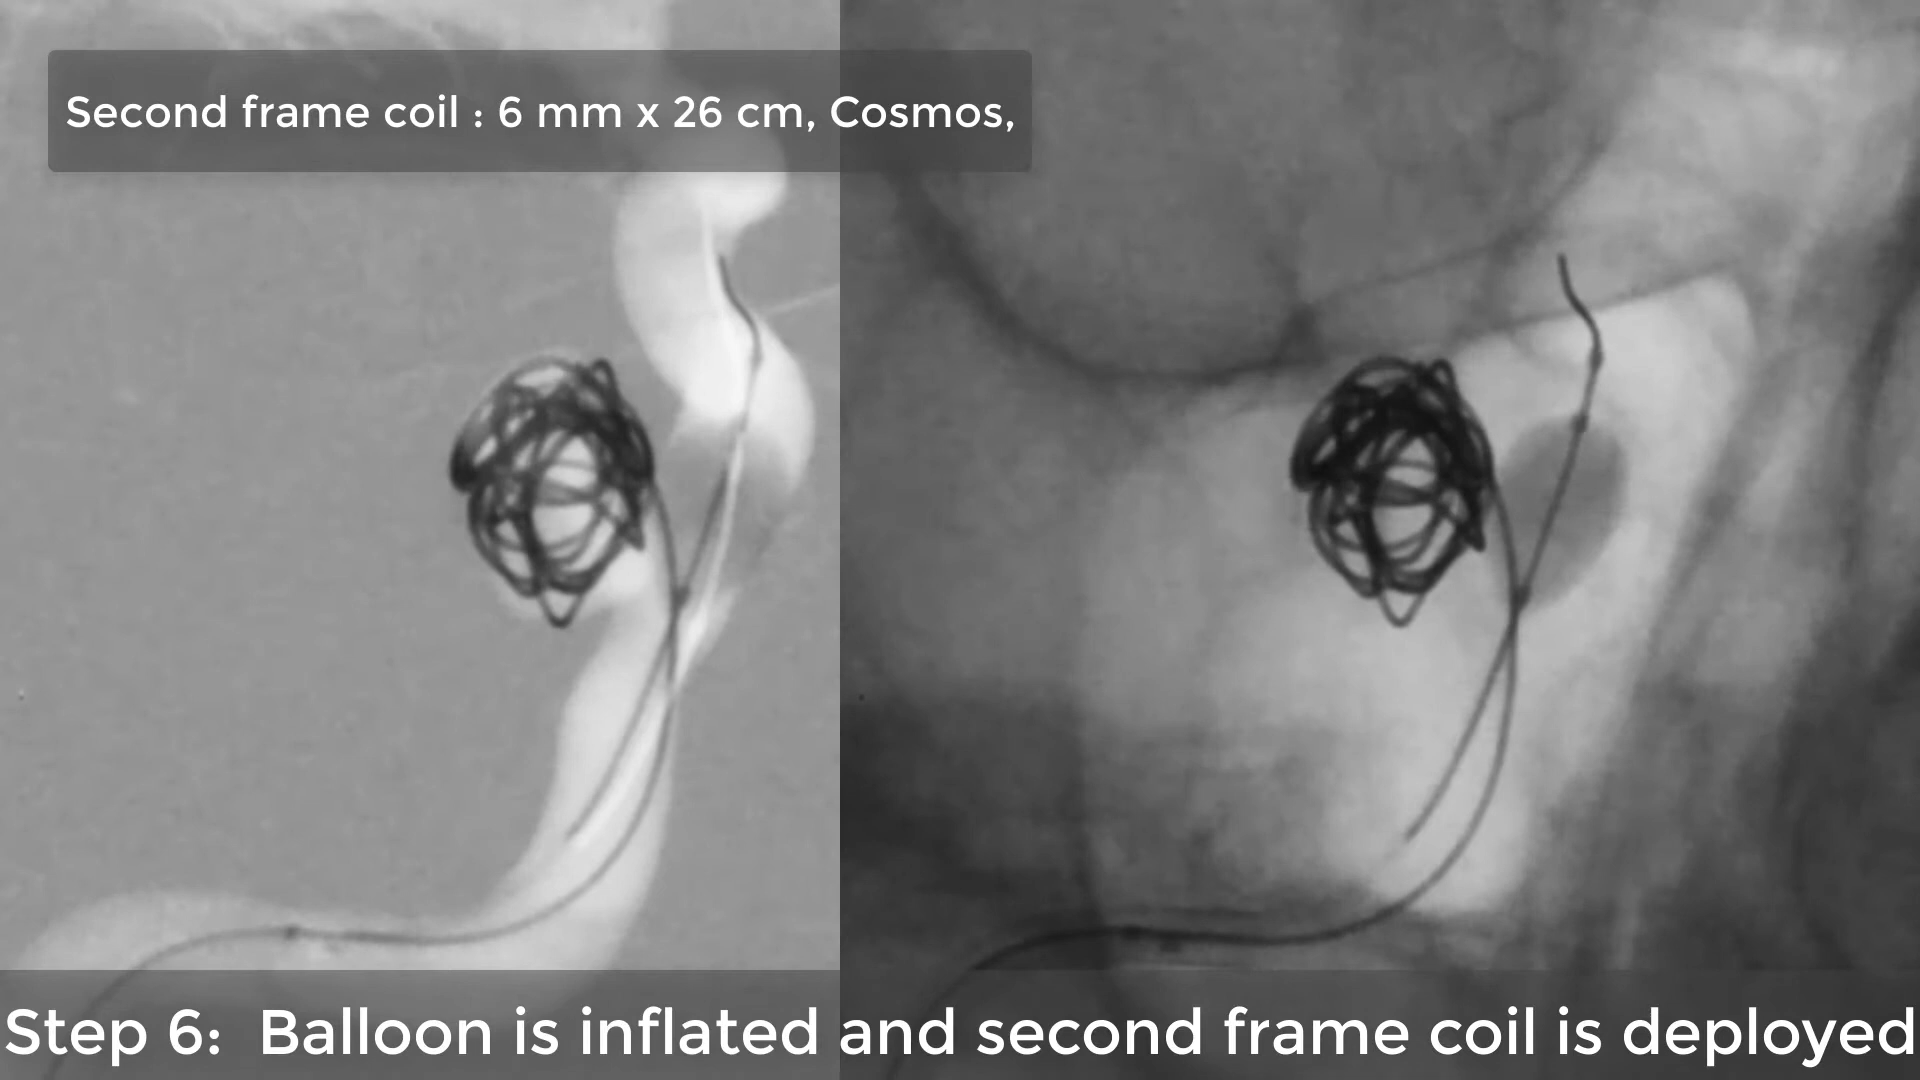 Second frame coil : 6 mm x 26 cm, Cosmos,
Step 6:  Balloon is inflated and second frame coil is deployed